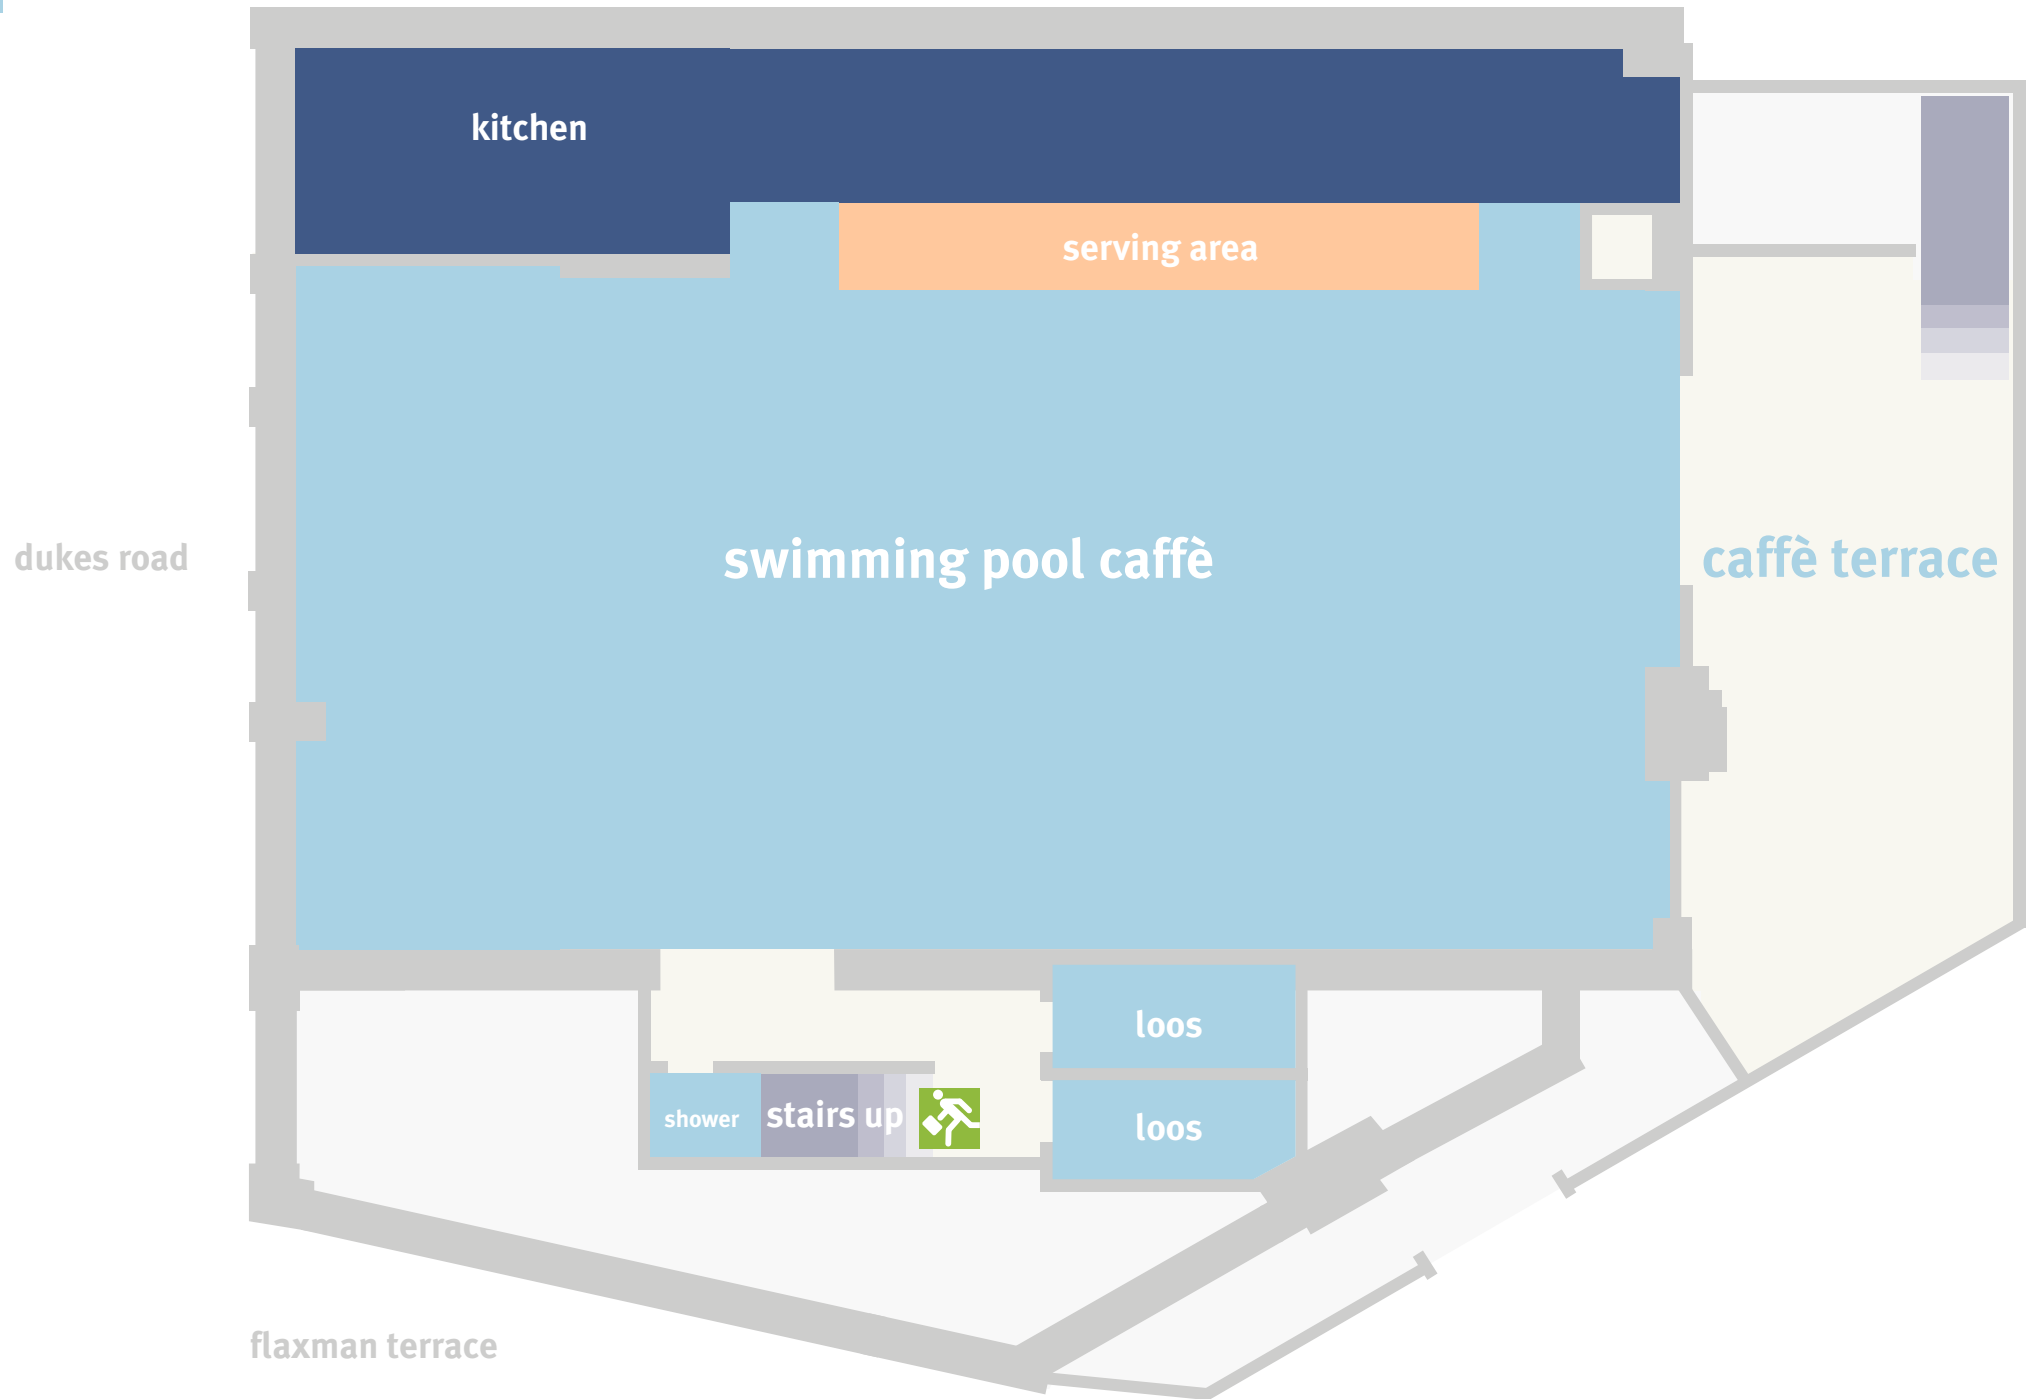 kitchen
serving area
dukes road
swimming pool caffè
caffè terrace
loos
shower
stairs up
loos
flaxman terrace